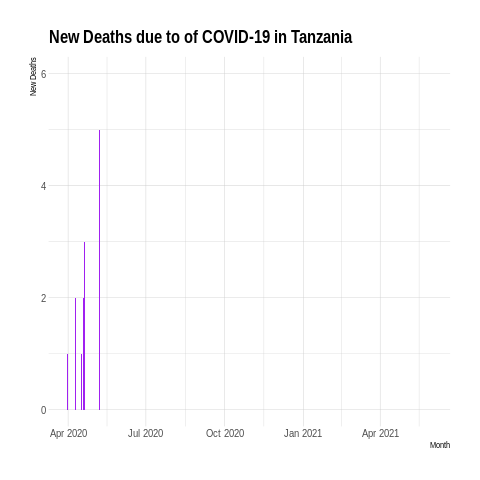 New Deaths due to of COVID-19 in Tanzania
New Deaths
6
4
2
0
Apr 2020 Jul 2020 Oct 2020 Jan 2021 Apr 2021
Month